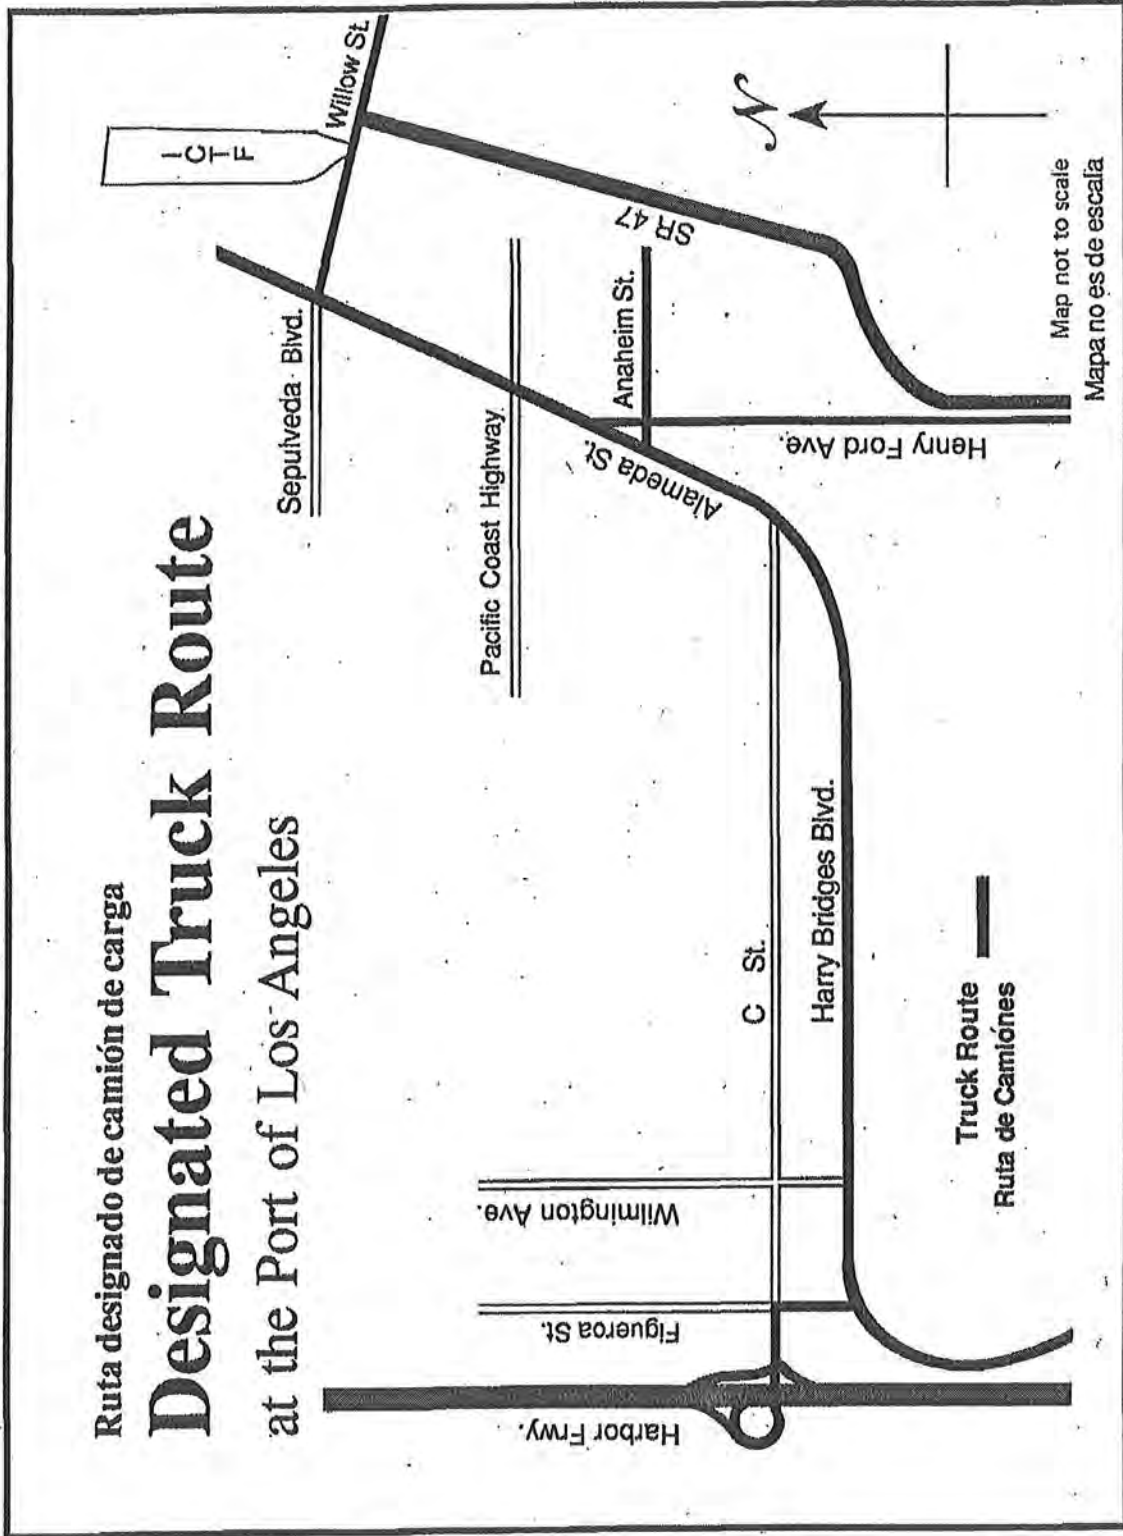 Ruta designado de camión de carga
Designated Truck Route
at the Port of Los Angeles
I
C
T
F
Willow St.
Sepulveda Blvd.
Pacific Coast Highway
SR 47
Anaheim St.
Alameda St.
Henry Ford Ave.
N
C St.
Harry Bridges Blvd.
Wilmington Ave.
Figueroa St.
Harbor Frwy.
Truck Route
Ruta de Camiónes
Map not to scale
Mapa no es de escalia